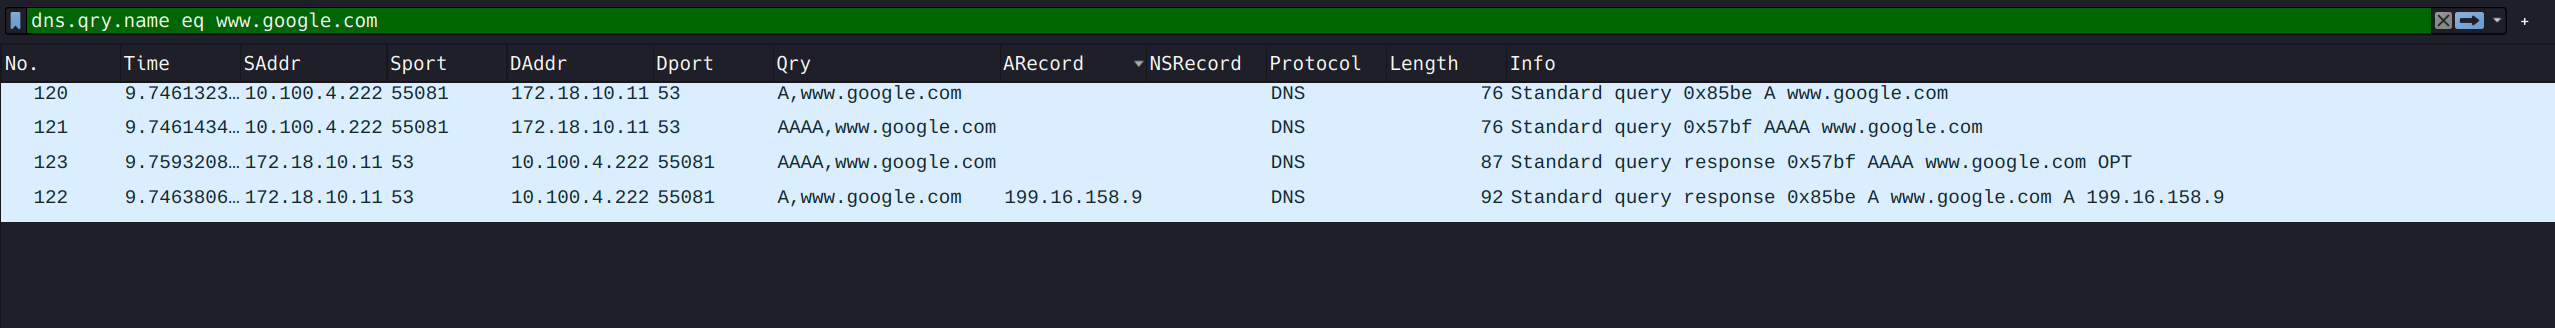 dns.qry.name eq www.google.com +
No. Time SAddr Sport DAddr Dport Qry ARecord NSRecord Protocol Length Info
120 9.7461323… 10.100.4.222 55081 172.18.10.11 53 A,www.google.com DNS 76 Standard query 0x85be A www.google.com
121 9.7461434… 10.100.4.222 55081 172.18.10.11 53 AAAA,www.google.com DNS 76 Standard query 0x57bf AAAA www.google.com
123 9.7593208… 172.18.10.11 53 10.100.4.222 55081 AAAA,www.google.com DNS 87 Standard query response 0x57bf AAAA www.google.com OPT
122 9.7463806… 172.18.10.11 53 10.100.4.222 55081 A,www.google.com 199.16.158.9 DNS 92 Standard query response 0x85be A www.google.com A 199.16.158.9